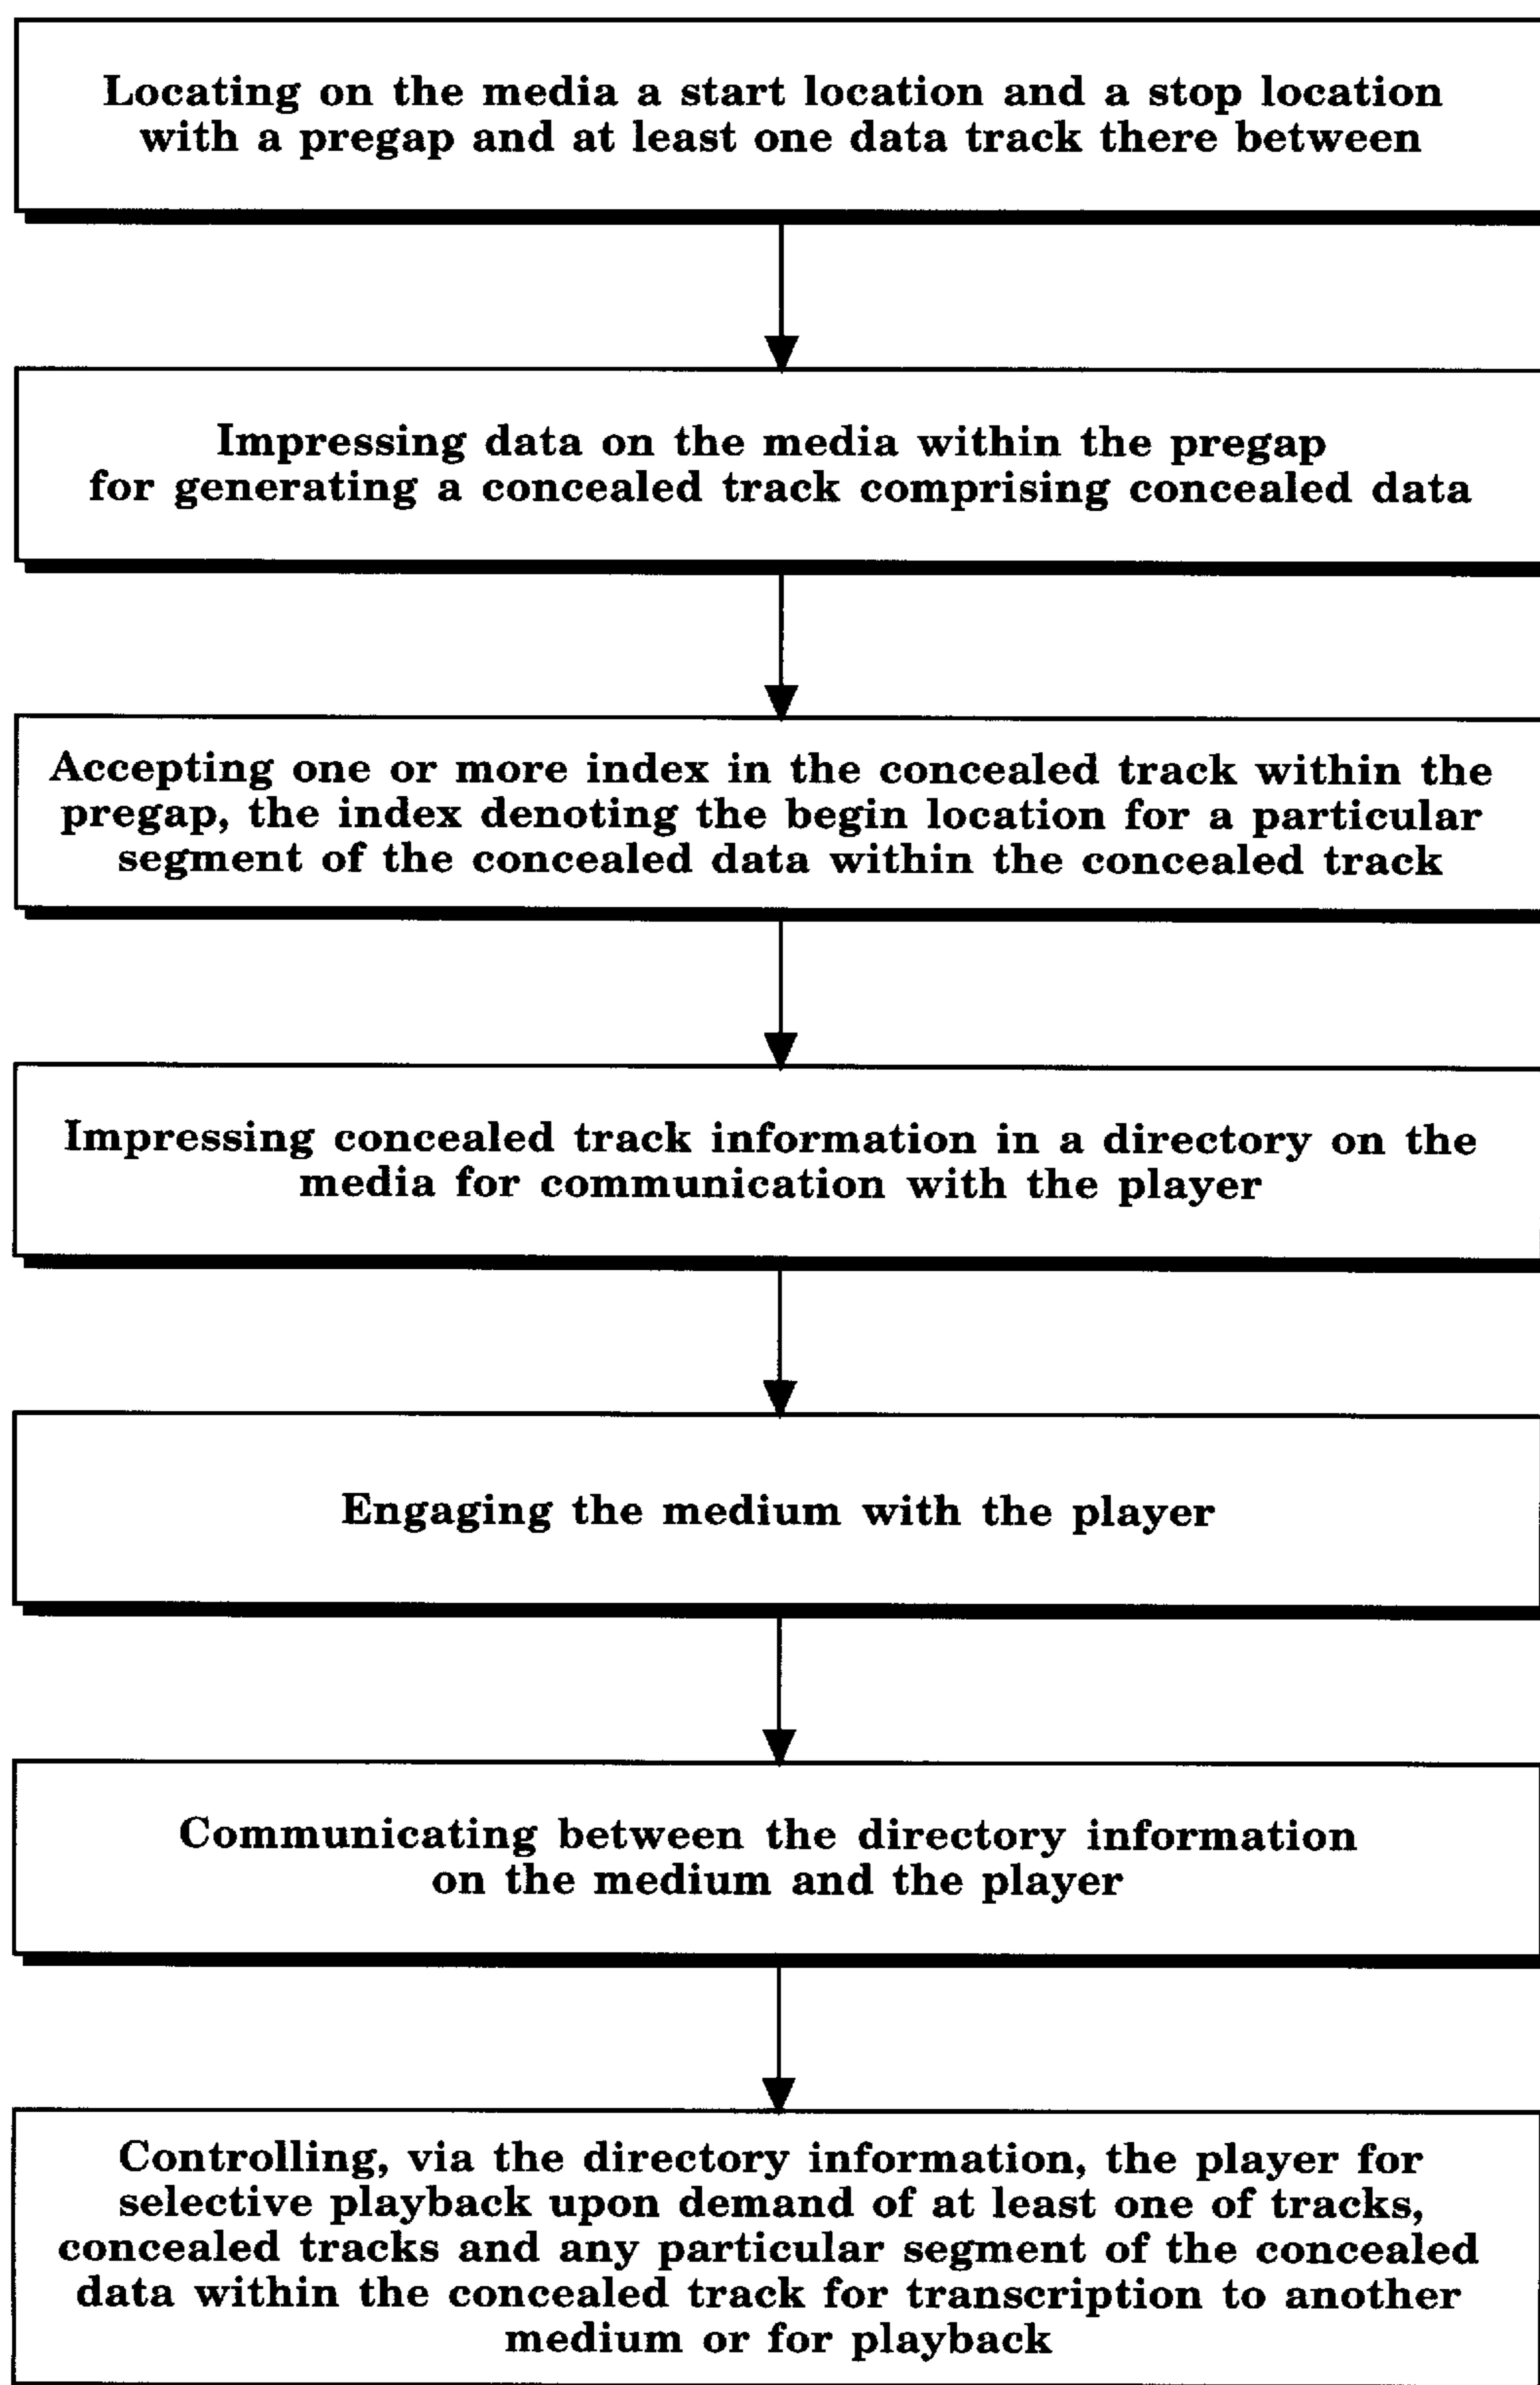 Locating on the media a start location and a stop location
with a pregap and at least one data track there between
Impressing data on the media within the pregap
for generating a concealed track comprising concealed data
Accepting one or more index in the concealed track within the
pregap, the index denoting the begin location for a particular
segment of the concealed data within the concealed track
Impressing concealed track information in a directory on the
media for communication with the player
Engaging the medium with the player
Communicating between the directory information
on the medium and the player
Controlling, via the directory information, the player for
selective playback upon demand of at least one of tracks,
concealed tracks and any particular segment of the concealed
data within the concealed track for transcription to another
medium or for playback